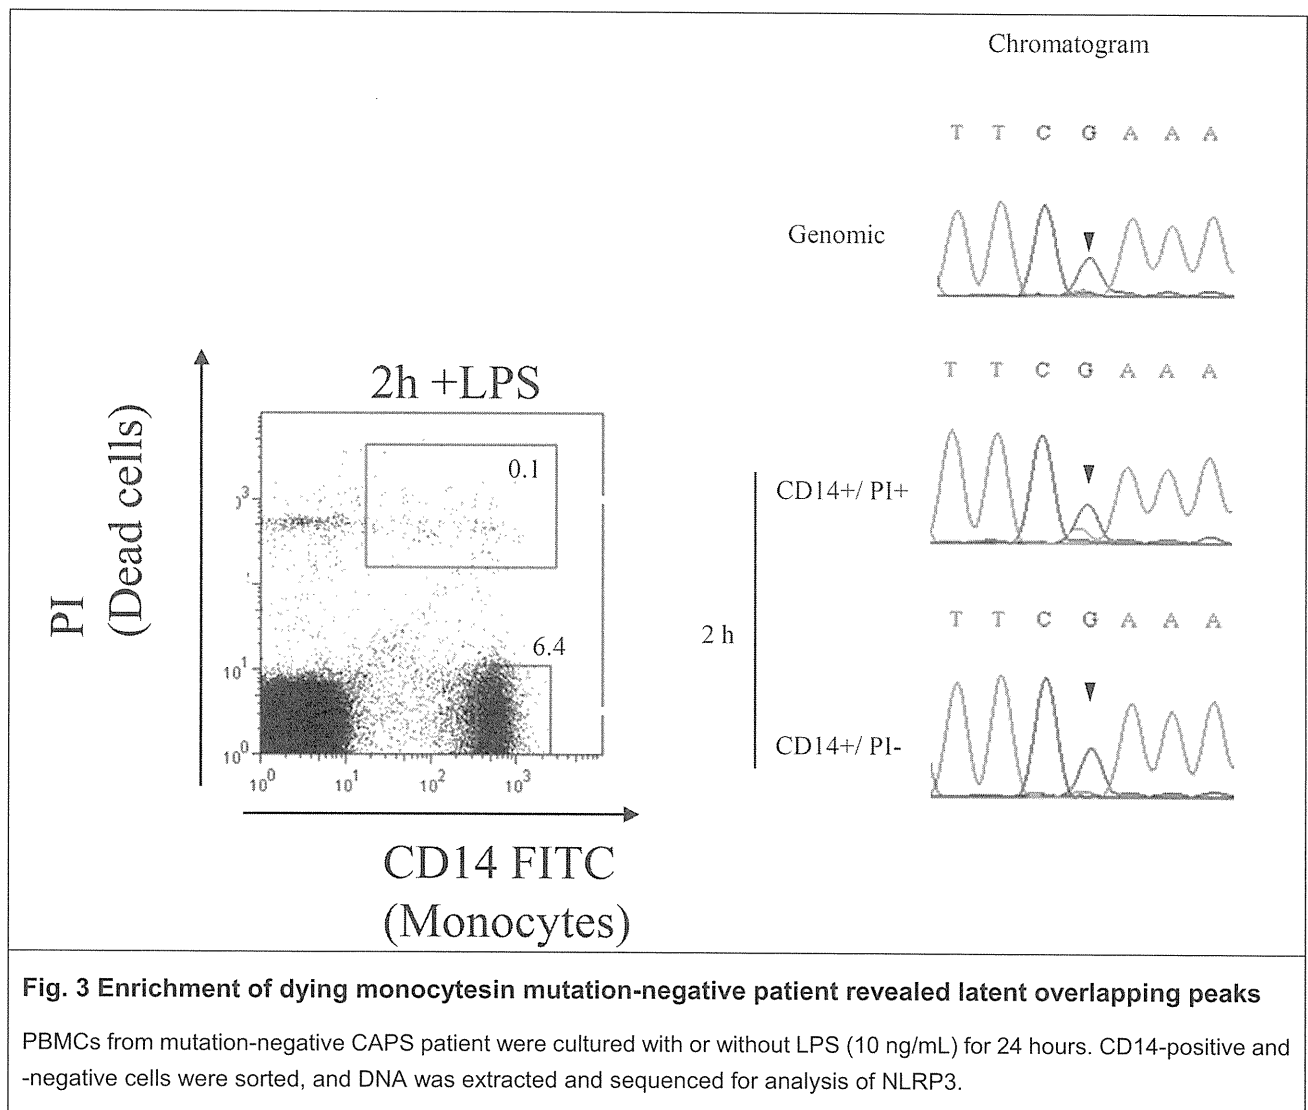 Chromatogram
T T C G A A A
Genomic
T T C G A A A
CD14+/ PI+
2 h
T T C G A A A
CD14+/ PI-
2h +LPS
PI
(Dead cells)
0.1
6.4
10¹
10⁰
10⁰ 10¹ 10² 10³
CD14 FITC
(Monocytes)
Fig. 3 Enrichment of dying monocytesin mutation-negative patient revealed latent overlapping peaks
PBMCs from mutation-negative CAPS patient were cultured with or without LPS (10 ng/mL) for 24 hours. CD14-positive and
-negative cells were sorted, and DNA was extracted and sequenced for analysis of NLRP3.